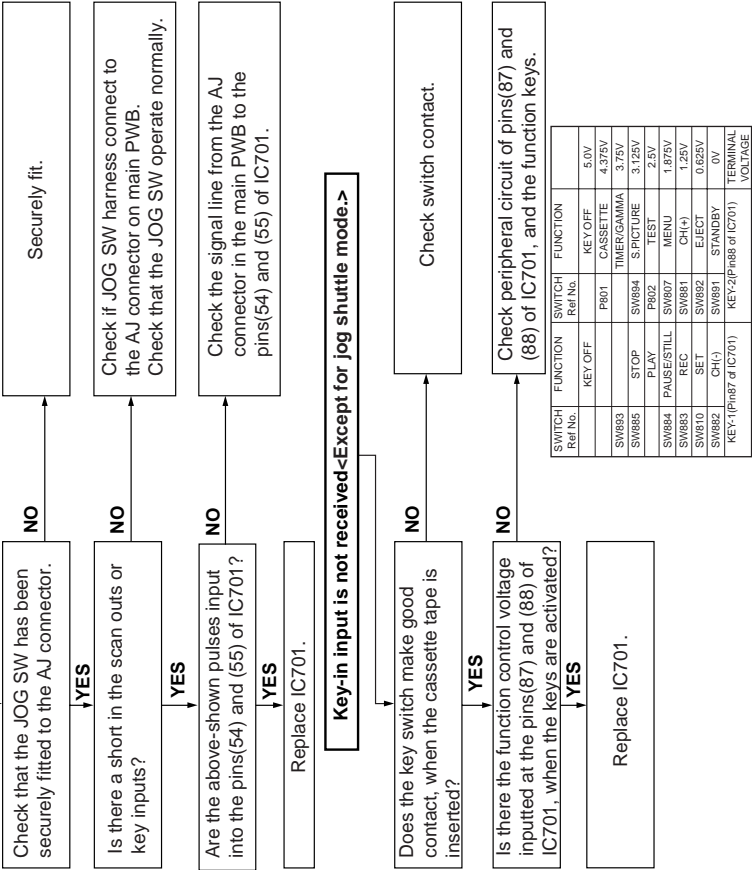 Check that the JOG SW has been
securely fitted to the AJ connector.
NO
Securely fit.
YES
Is there a short in the scan outs or
key inputs?
NO
Check if JOG SW harness connect to
the AJ connector on main PWB.
Check that the JOG SW operate normally.
YES
Are the above-shown pulses input
into the pins(54) and (55) of IC701?
NO
Check the signal line from the AJ
connector in the main PWB to the
pins(54) and (55) of IC701.
YES
Replace IC701.
Key-in input is not received<Except for jog shuttle mode.>
Does the key switch make good
contact, when the cassette tape is
inserted?
NO
Check switch contact.
YES
Is there the function control voltage
inputted at the pins(87) and (88) of
IC701, when the keys are activated?
NO
Check peripheral circuit of pins(87) and
(88) of IC701, and the function keys.
YES
Replace IC701.
SWITCH Ref No. FUNCTION SWITCH Ref No. FUNCTION
KEY OFF KEY OFF 5.0V
P801 CASSETTE 4.375V
SW893 TIMER/GAMMA 3.75V
SW885 STOP SW894 S.PICTURE 3.125V
PLAY P802 TEST 2.5V
SW884 PAUSE/STILL SW807 MENU 1.875V
SW883 REC SW881 CH(+) 1.25V
SW810 SET SW892 EJECT 0.625V
SW882 CH(-) SW891 STANDBY 0V
KEY-1(Pin87 of IC701) KEY-2(Pin88 of IC701) TERMINAL VOLTAGE